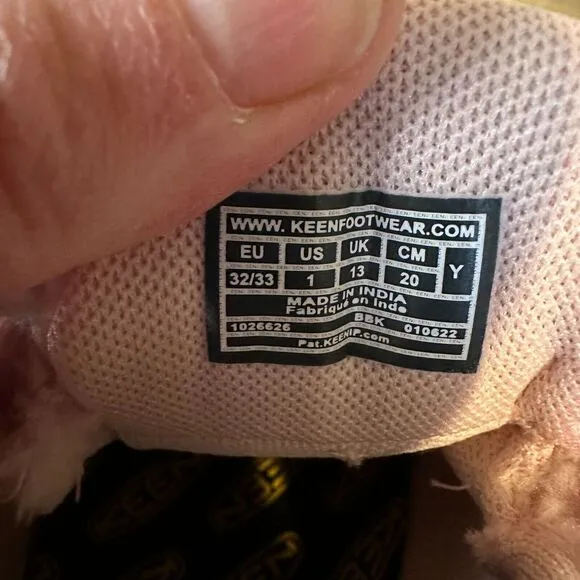 WWW. KEENFOOTWEAR.COM
EU US UK CM Y
32/33 1 13 20
MADE IN INDIA
Fabriqué en Inde
1026626 BBK 010622
Pat.KEENIP.com
KEEN